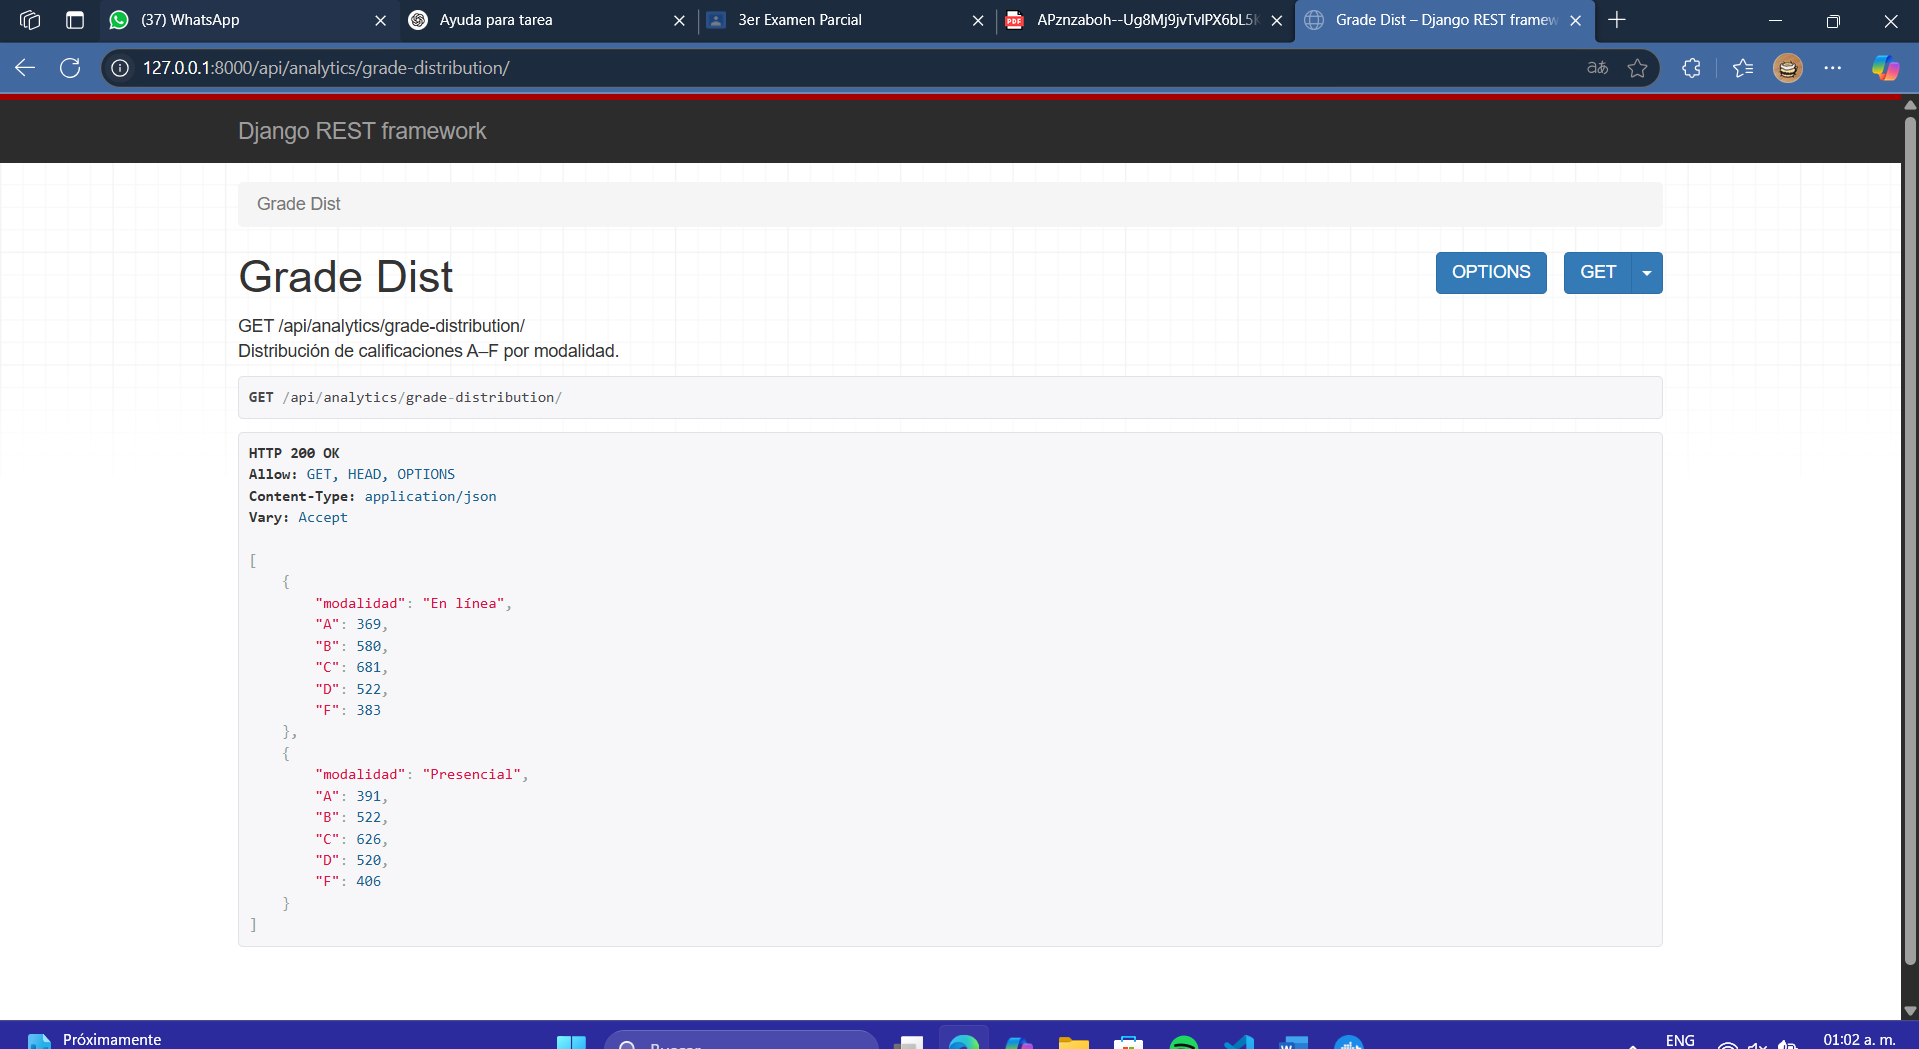 (37) WhatsApp
Ayuda para tarea
3er Examen Parcial
APznzaboh--Ug8Mj9jvTvlPX6bL5
Grade Dist – Django REST framew
127.0.0.1:8000/api/analytics/grade-distribution/
Django REST framework
Grade Dist
Grade Dist
OPTIONS
GET
GET /api/analytics/grade-distribution/
Distribución de calificaciones A–F por modalidad.
GET /api/analytics/grade-distribution/
HTTP 200 OK
Allow: GET, HEAD, OPTIONS
Content-Type: application/json
Vary: Accept
[
{
"modalidad": "En línea",
"A": 369,
"B": 580,
"C": 681,
"D": 522,
"F": 383
},
{
"modalidad": "Presencial",
"A": 391,
"B": 522,
"C": 626,
"D": 520,
"F": 406
}
]
Próximamente
ENG
01:02 a. m.